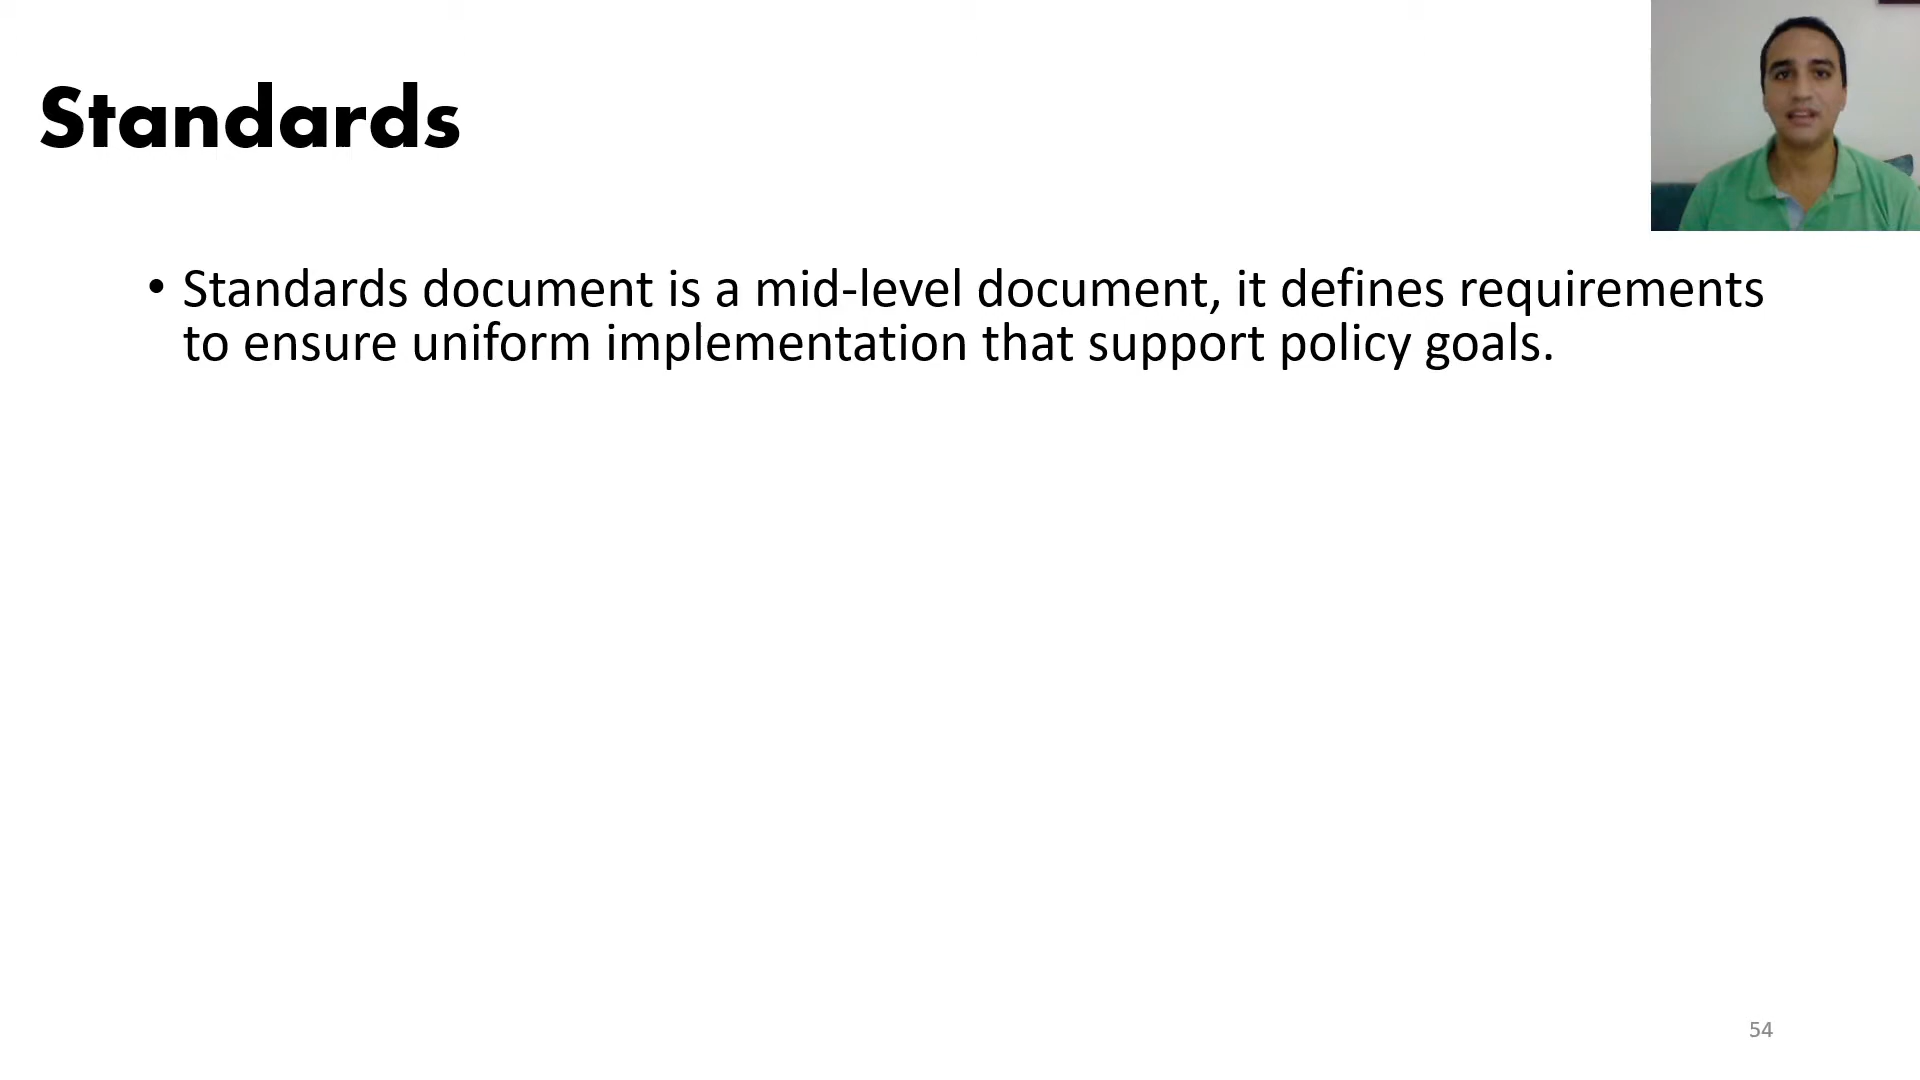 Standards
• Standards document is a mid-level document, it defines requirements
to ensure uniform implementation that support policy goals.
54